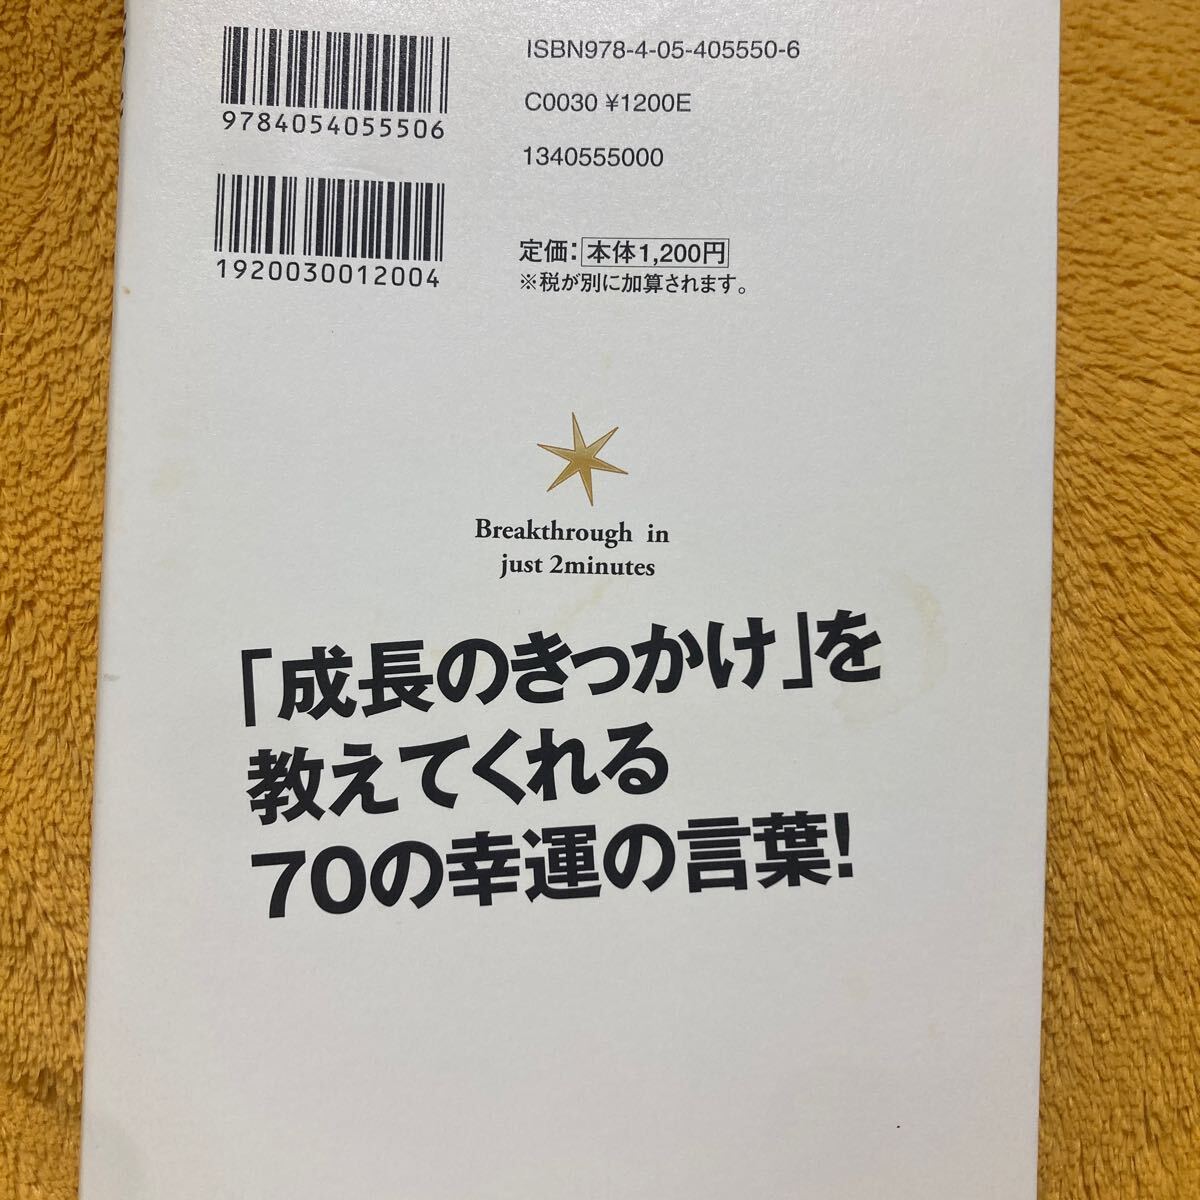 9784054055506
ISBN978-4-05-405550-6
C0030 ¥1200E
1340555000
1920030012004
定価：本体1,200円
※税が別に加算されます。
Breakthrough in
just 2minutes
「成長のきっかけ」を
教えてくれる
70の幸運の言葉！